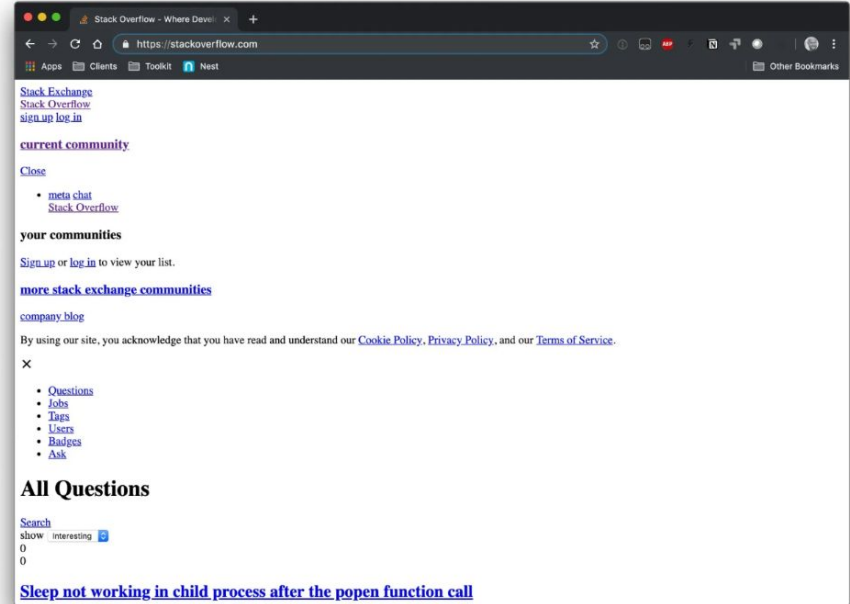 Stack Overflow - Where Develo
https://stackoverflow.com
ABP
Apps Clients Toolkit Nest Other Bookmarks
Stack Exchange
Stack Overflow
sign up log in
current community
Close
meta chat
Stack Overflow
your communities
Sign up or log in to view your list.
more stack exchange communities
company blog
By using our site, you acknowledge that you have read and understand our Cookie Policy, Privacy Policy, and our Terms of Service.
Questions
Jobs
Tags
Users
Badges
Ask
All Questions
Search
show Interesting
0
0
Sleep not working in child process after the popen function call